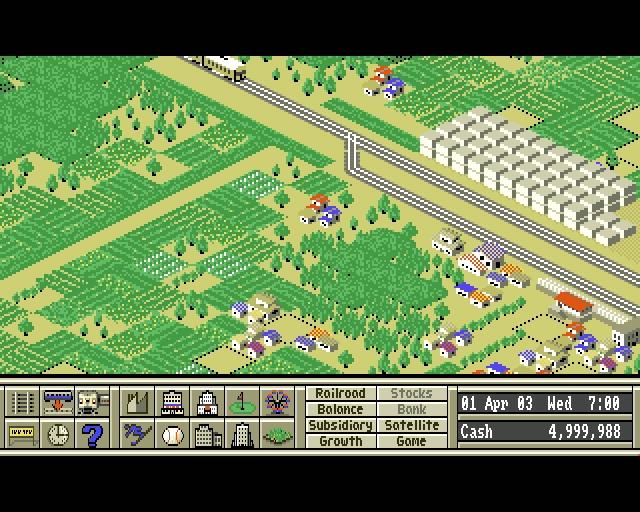 Railroad Stocks
Balance Bank
Subsidiary Satellite
Growth Game
01 Apr 03 Wed 7:00
Cash 4,999,988
?